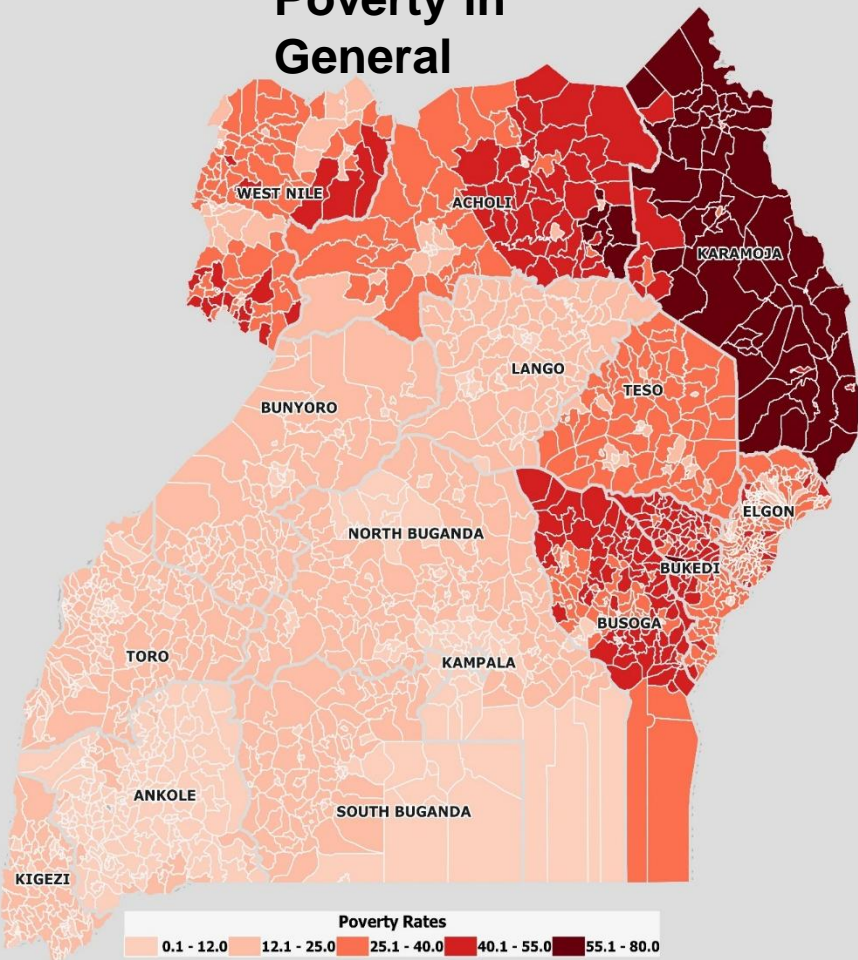 Poverty in
General
WEST NILE
ACHOLI
KARAMOJA
LANGO
TESO
BUNYORO
ELGON
NORTH BUGANDA
BUKEDI
BUSOGA
TORO
KAMPALA
ANKOLE
SOUTH BUGANDA
KIGEZI
Poverty Rates
0.1 - 12.0 12.1 - 25.0 25.1 - 40.0 40.1 - 55.0 55.1 - 80.0